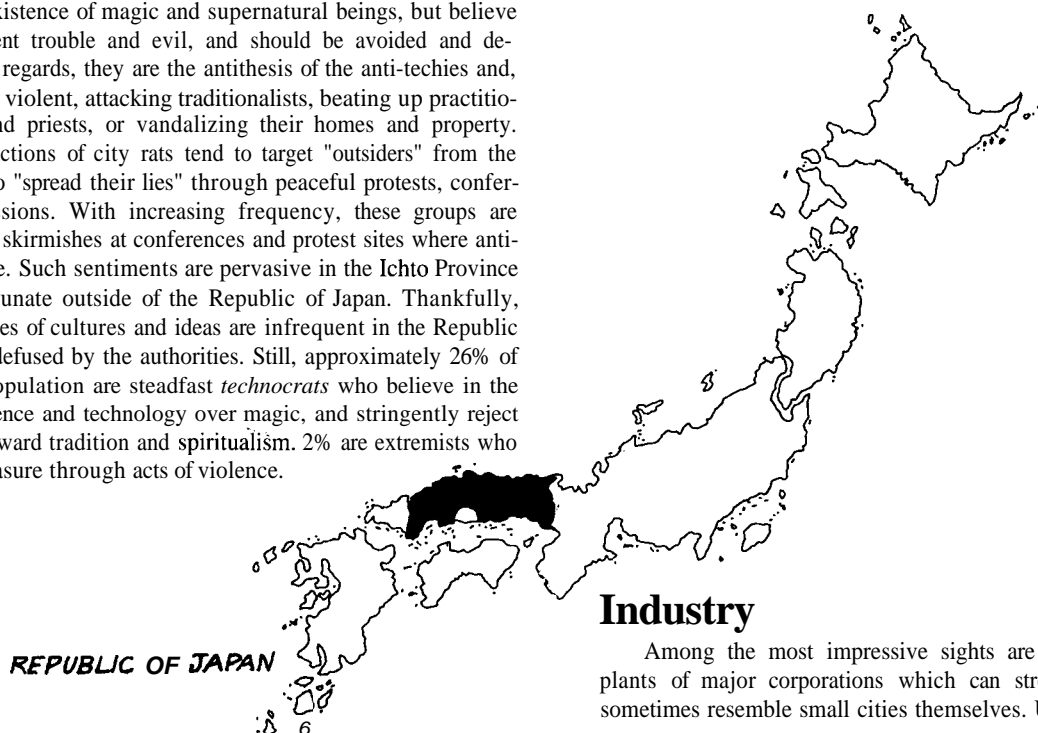 xistence of magic and supernatural beings, but believe
ent trouble and evil, and should be avoided and de-
regards, they are the antithesis of the anti-techies and,
violent, attacking traditionalists, beating up practitio-
nd priests, or vandalizing their homes and property.
ctions of city rats tend to target "outsiders" from the
o "spread their lies" through peaceful protests, confer-
sions. With increasing frequency, these groups are
skirmishes at conferences and protest sites where anti-
e. Such sentiments are pervasive in the Ichto Province
unate outside of the Republic of Japan. Thankfully,
es of cultures and ideas are infrequent in the Republic
defused by the authorities. Still, approximately 26% of
opulation are steadfast technocrats who believe in the
ence and technology over magic, and stringently reject
ward tradition and spiritualism. 2% are extremists who
asure through acts of violence.
REPUBLIC OF JAPAN
6
Industry
Among the most impressive sights are
plants of major corporations which can str
sometimes resemble small cities themselves. U